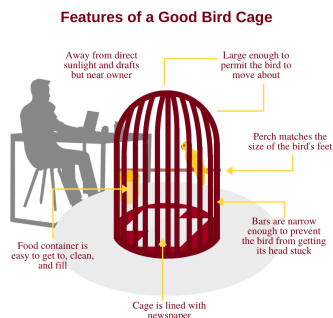 Features of a Good Bird Cage
Away from direct
sunlight and drafts
but near owner
Large enough to
permit the bird to
move about
Perch matches the
size of the bird's feet
Bars are narrow
enough to prevent
the bird from getting
its head stuck
Food container is
easy to get to, clean,
and fill
Cage is lined with
newspaper